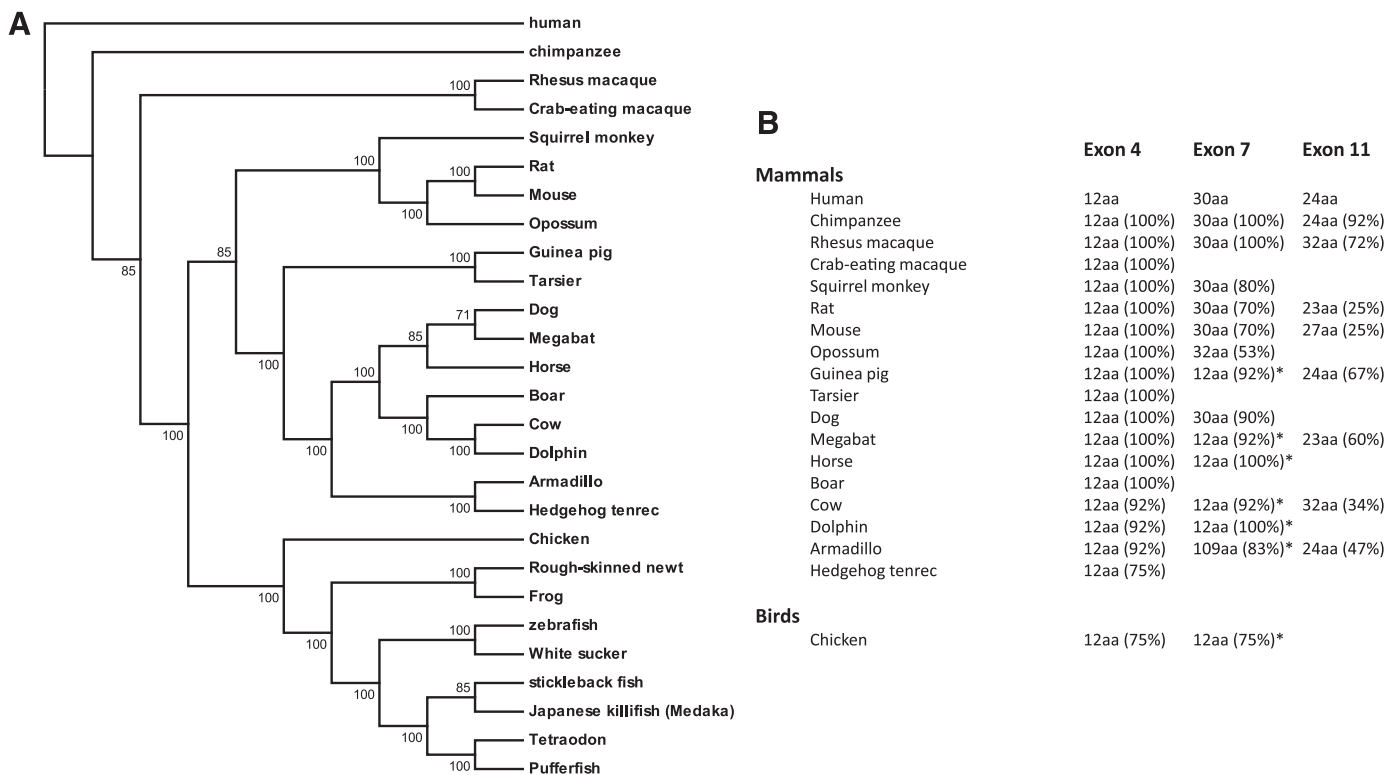 A
human
chimpanzee
100
Rhesus macaque
Crab-eating macaque
85
Squirrel monkey
100
100
Rat
Mouse
100
Opossum
85
Guinea pig
100
Tarsier
100
Dog
71
Megabat
85
Horse
100
Boar
100
Cow
100
Dolphin
100
Armadillo
100
Hedgehog tenrec
100
Chicken
100
Rough-skinned newt
100
Frog
100
zebrafish
100
White sucker
100
stickleback fish
85
Japanese killifish (Medaka)
100
Tetraodon
100
Pufferfish
B
Exon 4 Exon 7 Exon 11
Mammals
Human 12aa 30aa 24aa
Chimpanzee 12aa (100%) 30aa (100%) 24aa (92%)
Rhesus macaque 12aa (100%) 30aa (100%) 32aa (72%)
Crab-eating macaque 12aa (100%)
Squirrel monkey 12aa (100%) 30aa (80%)
Rat 12aa (100%) 30aa (70%) 23aa (25%)
Mouse 12aa (100%) 30aa (70%) 27aa (25%)
Opossum 12aa (100%) 32aa (53%)
Guinea pig 12aa (100%) 12aa (92%)* 24aa (67%)
Tarsier 12aa (100%)
Dog 12aa (100%) 30aa (90%)
Megabat 12aa (100%) 12aa (92%)* 23aa (60%)
Horse 12aa (100%) 12aa (100%)*
Boar 12aa (100%)
Cow 12aa (92%) 12aa (92%)* 32aa (34%)
Dolphin 12aa (92%) 12aa (100%)*
Armadillo 12aa (92%) 109aa (83%)* 24aa (47%)
Hedgehog tenrec 12aa (75%)
Birds
Chicken 12aa (75%) 12aa (75%)*